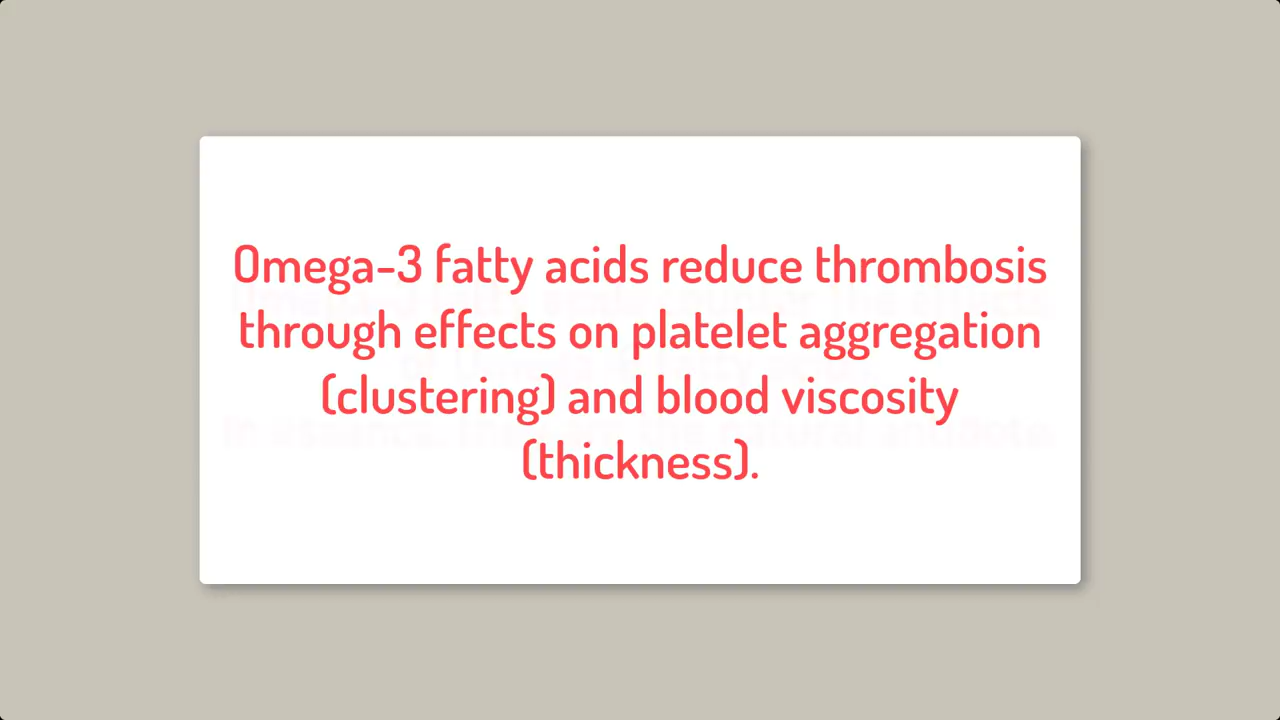 Omega-3 fatty acids reduce thrombosis
through effects on platelet aggregation
(clustering) and blood viscosity
(thickness).